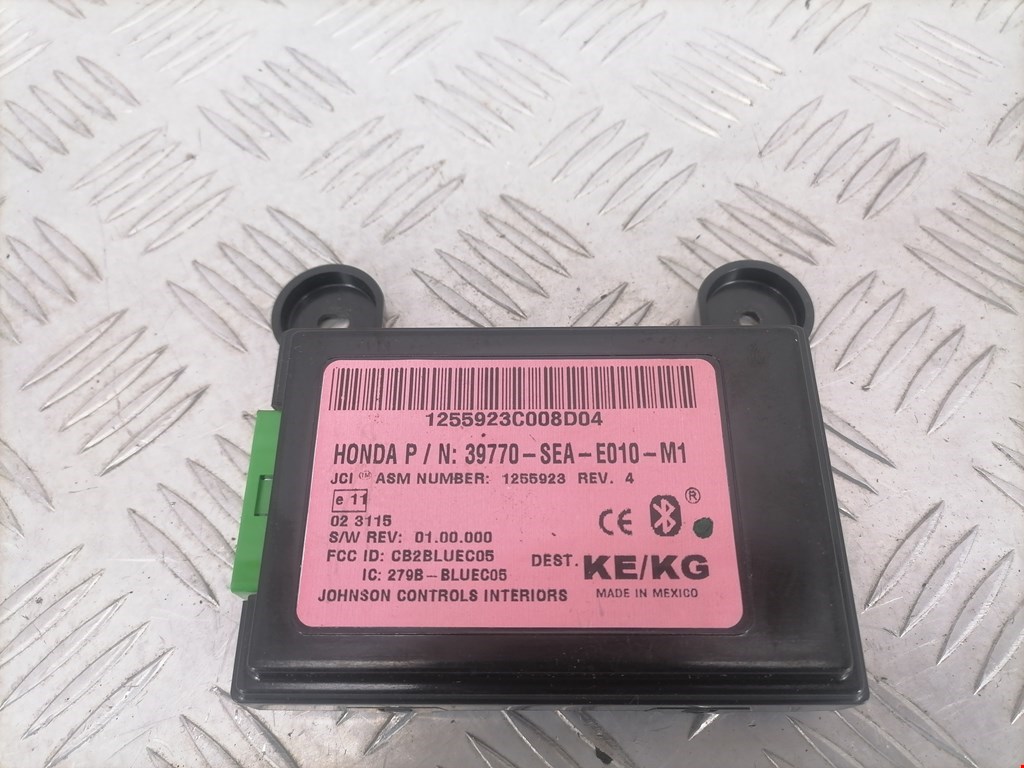 1255923C008D04
HONDA P / N: 39770-SEA-E010-M1
JCI ™ ASM NUMBER: 1255923 REV. 4
e 11
02 3115
CE
®
S/W REV: 01.00.000
FCC ID: CB2BLUEC05
DEST. KE/KG
IC: 279B-BLUEC05
JOHNSON CONTROLS INTERIORS
MADE IN MEXICO